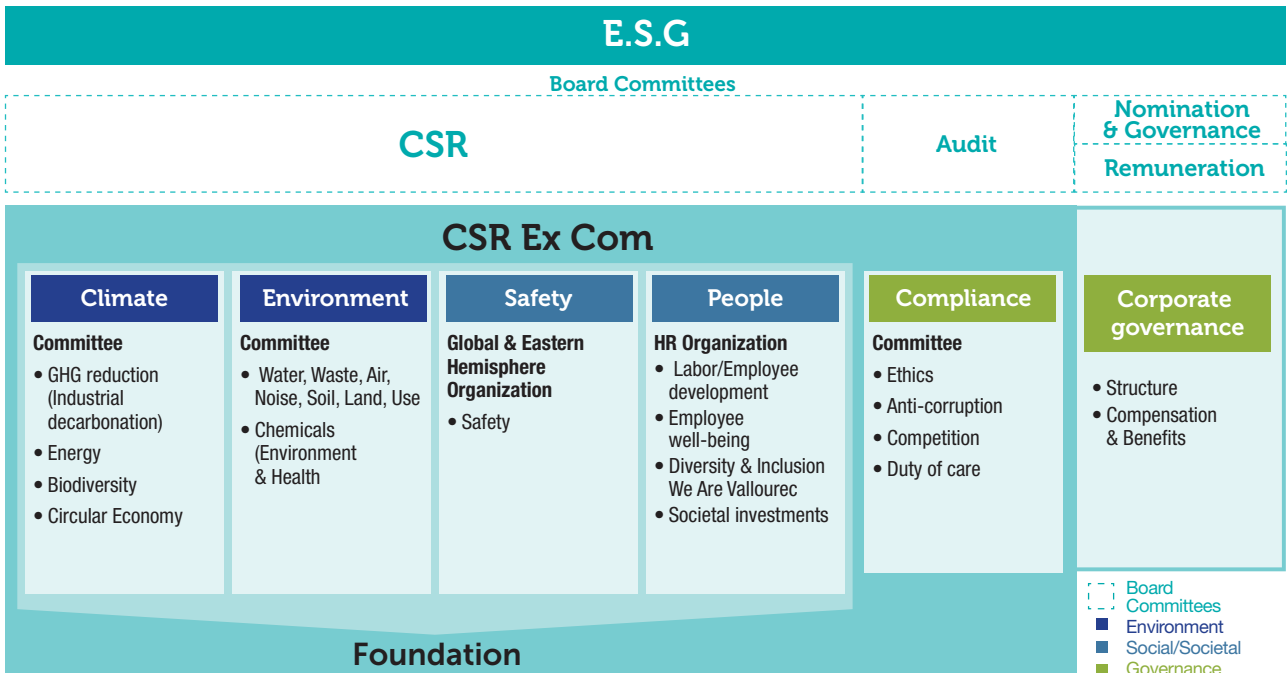 E.S.G
Board Committees
CSR
Audit
Nomination
& Governance
Remuneration
CSR Ex Com
Climate
Committee
• GHG reduction
(Industrial
decarbonation)
• Energy
• Biodiversity
• Circular Economy
Environment
Committee
• Water, Waste, Air,
Noise, Soil, Land, Use
• Chemicals
(Environment
& Health
Safety
Global & Eastern
Hemisphere
Organization
• Safety
People
HR Organization
• Labor/Employee
development
• Employee
well-being
• Diversity & Inclusion
We Are Vallourec
• Societal investments
Compliance
Committee
• Ethics
• Anti-corruption
• Competition
• Duty of care
Corporate
governance
• Structure
• Compensation
& Benefits
Foundation
Board
Committees
Environment
Social/Societal
Governance